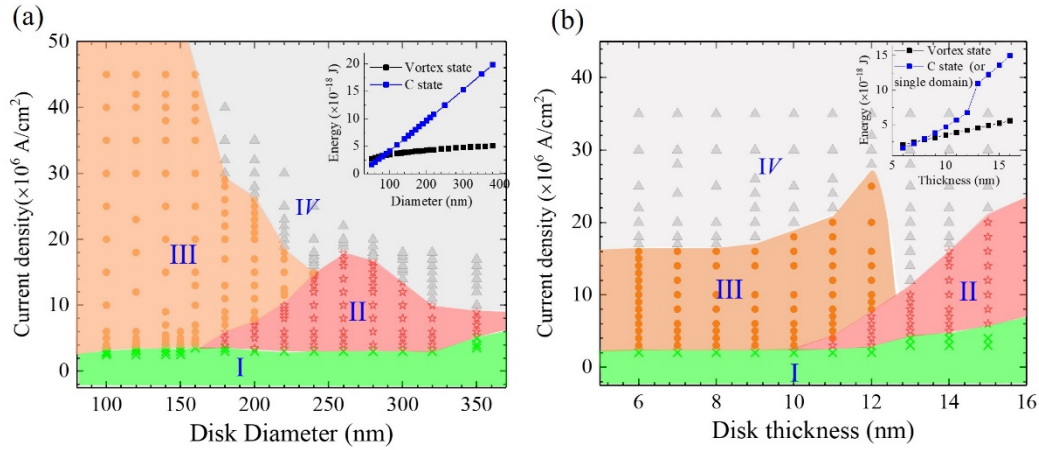 (a)
50
40
30
20
10
0
Current density(×10⁶ A/cm²)
100 150 200 250 300 350
Disk Diameter (nm)
I
II
III
IV
Vortex state
C state
20
15
10
5
0
Energy (×10⁻¹⁸ J)
0 100 200 300 400
Diameter (nm)
(b)
50
40
30
20
10
0
Current density (×10⁶ A/cm²)
6 8 10 12 14 16
Disk thickness (nm)
I
II
III
IV
Vortex state
C state (or
single domain)
15
10
5
Energy (×10⁻¹⁸ J)
5 10 15
Thickness (nm)